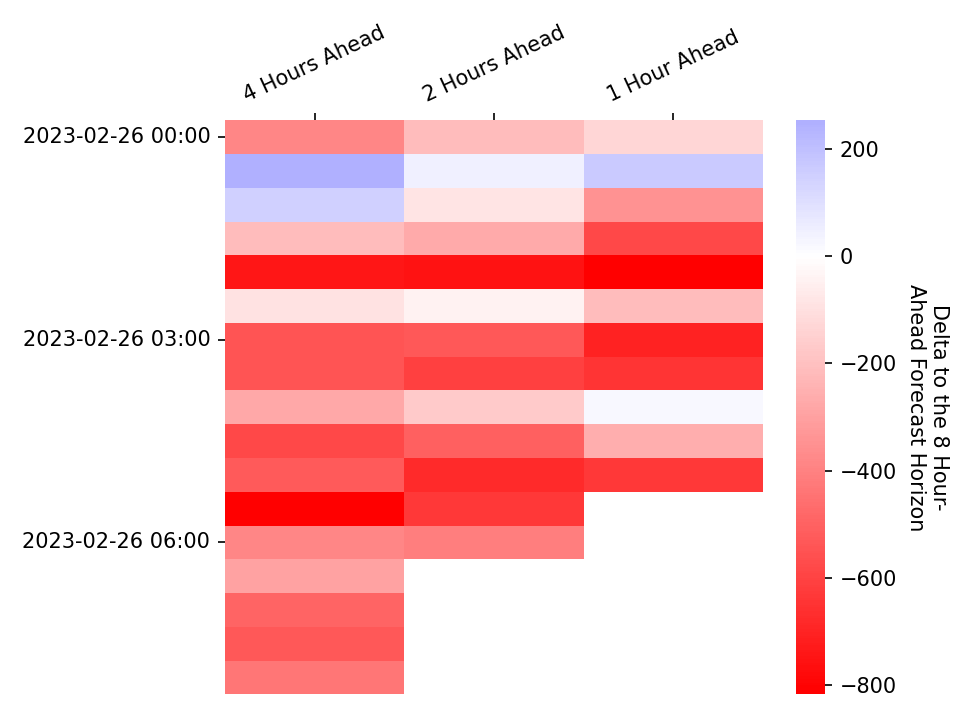 4 Hours Ahead
2 Hours Ahead
1 Hour Ahead
2023-02-26 00:00
2023-02-26 03:00
2023-02-26 06:00
200
0
−200
−400
−600
−800
Delta to the 8 Hour-
Ahead Forecast Horizon